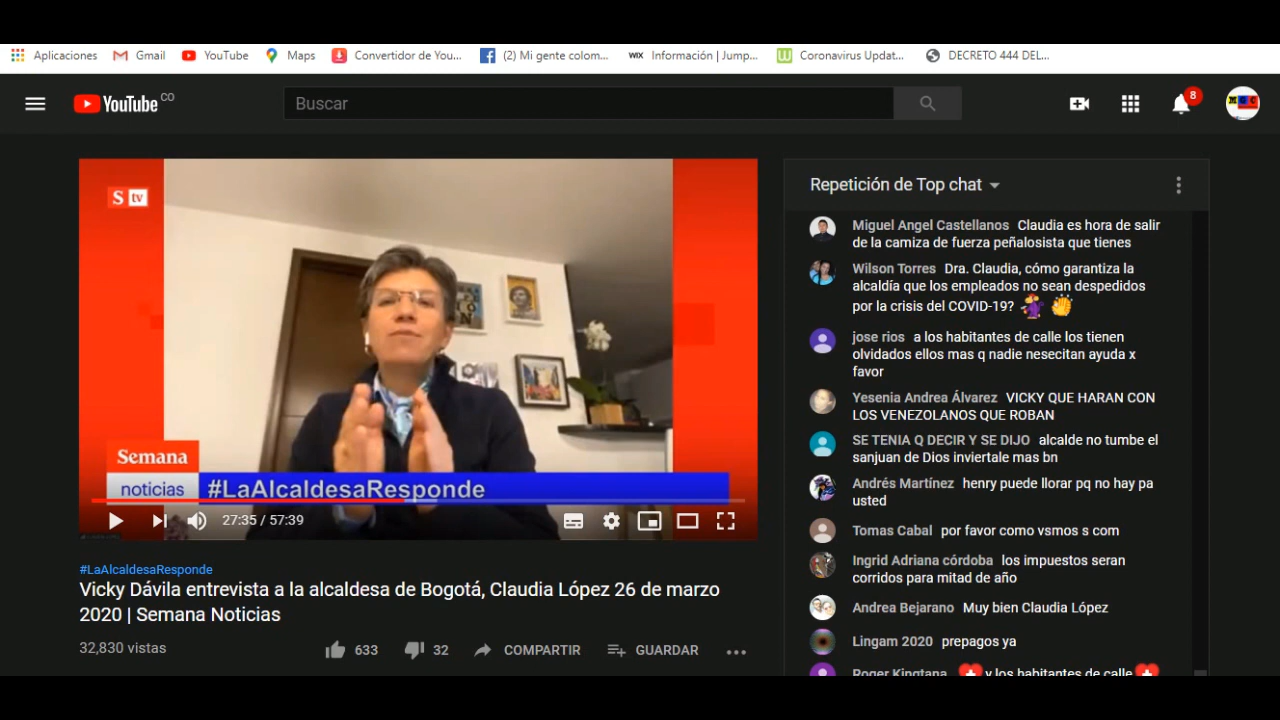 Aplicaciones Gmail YouTube Maps Convertidor de You... (2) Mi gente colom... WIX Información | Jump... Coronavirus Updat... DECRETO 444 DEL...
YouTube CO
Buscar
8
S tv
Semana
noticias
#LaAlcaldesaResponde
27:35 / 57:39
#LaAlcaldesaResponde
Vicky Dávila entrevista a la alcaldesa de Bogotá, Claudia López 26 de marzo
2020 | Semana Noticias
32,830 vistas
633 32 COMPARTIR GUARDAR
Repetición de Top chat
Miguel Angel Castellanos Claudia es hora de salir
de la camiza de fuerza peñalosista que tienes
Wilson Torres Dra. Claudia, cómo garantiza la
alcaldía que los empleados no sean despedidos
por la crisis del COVID-19?
jose rios a los habitantes de calle los tienen
olvidados ellos mas q nadie nesecitan ayuda x
favor
Yesenia Andrea Álvarez VICKY QUE HARAN CON
LOS VENEZOLANOS QUE ROBAN
SE TENIA Q DECIR Y SE DIJO alcalde no tumbe el
sanjuan de Dios inviertale mas bn
Andrés Martínez henry puede llorar pq no hay pa
usted
Tomas Cabal por favor como vsmos s com
Ingrid Adriana córdoba los impuestos seran
corridos para mitad de año
Andrea Bejarano Muy bien Claudia López
Lingam 2020 prepagos ya
Roger Kingtana y los habitantes de calle